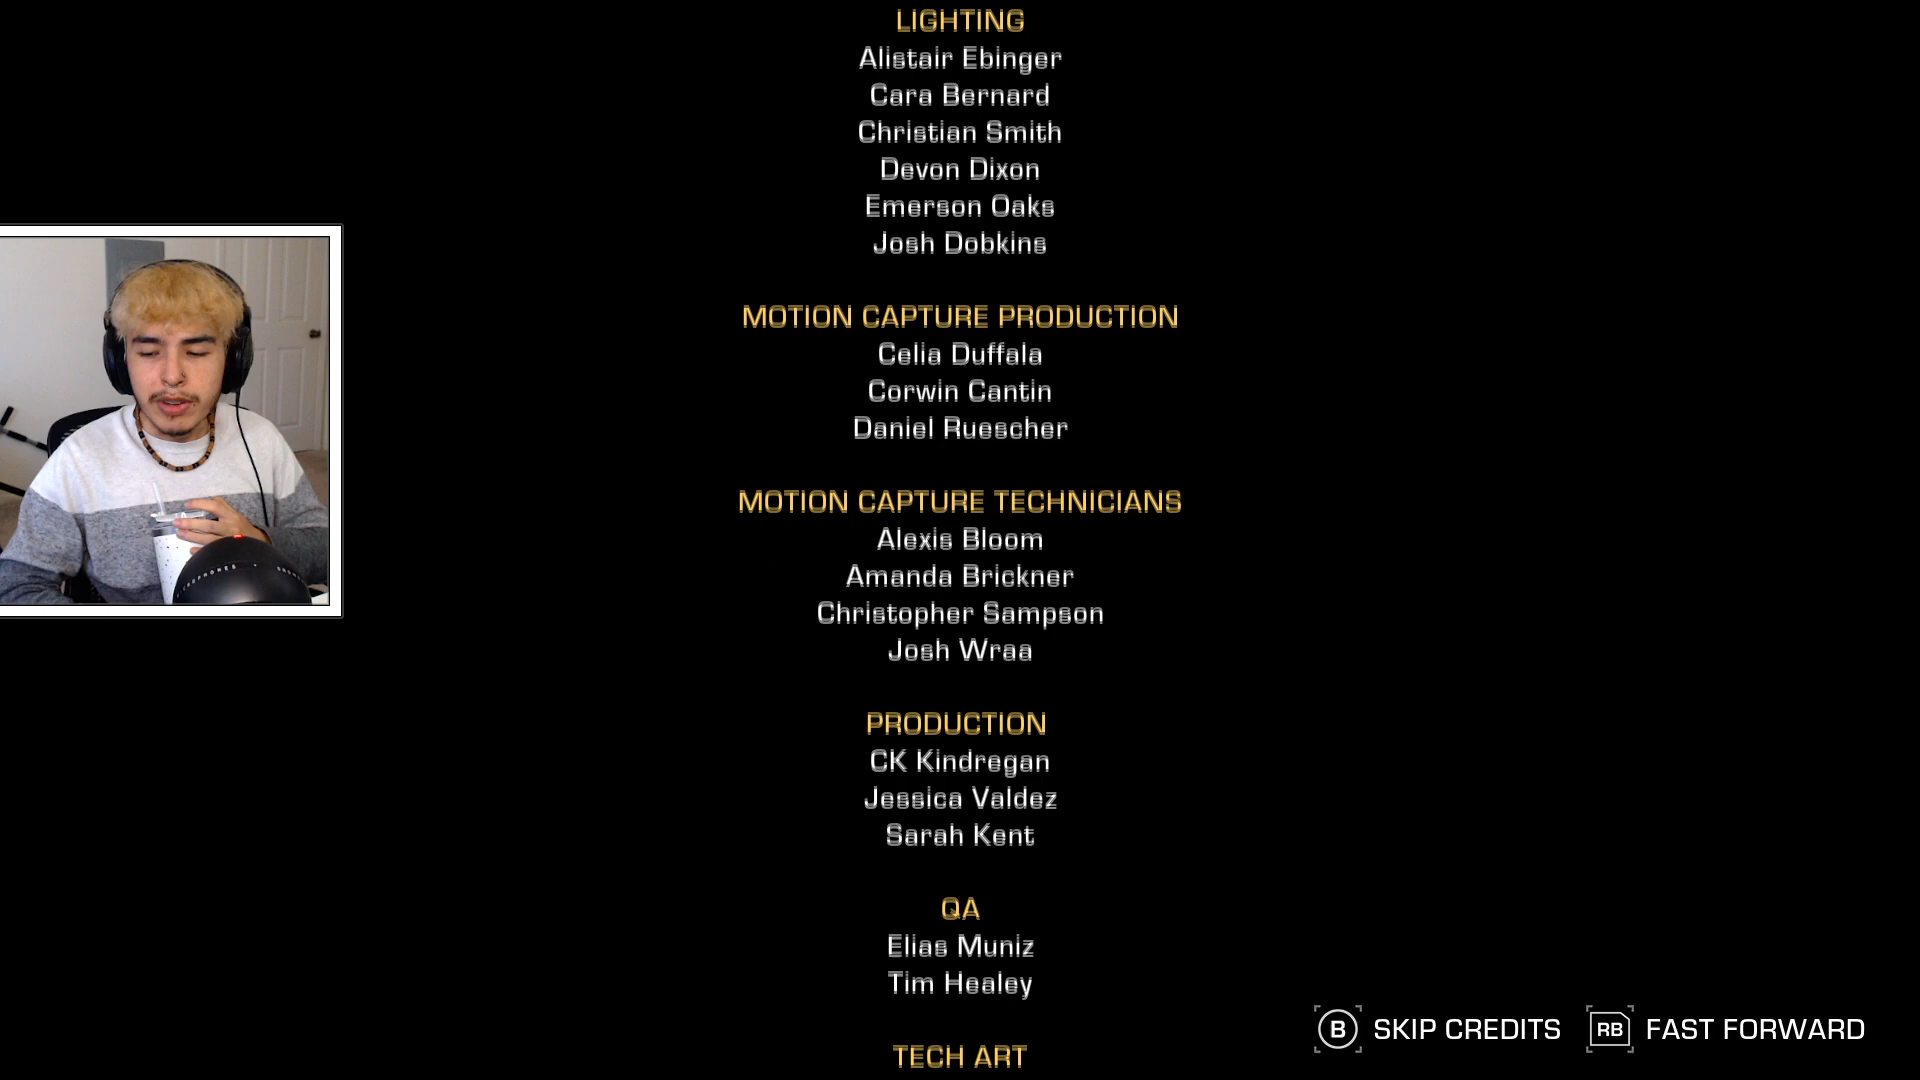 LIGHTING
Alistair Ebinger
Cara Bernard
Christian Smith
Devon Dixon
Emerson Oaks
Josh Dobkins
MOTION CAPTURE PRODUCTION
Celia Duffala
Corwin Cantin
Daniel Ruescher
MOTION CAPTURE TECHNICIANS
Alexis Bloom
Amanda Brickner
Christopher Sampson
Josh Wraa
PRODUCTION
CK Kindregan
Jessica Valdez
Sarah Kent
QA
Elias Muniz
Tim Healey
TECH ART
B SKIP CREDITS RB FAST FORWARD